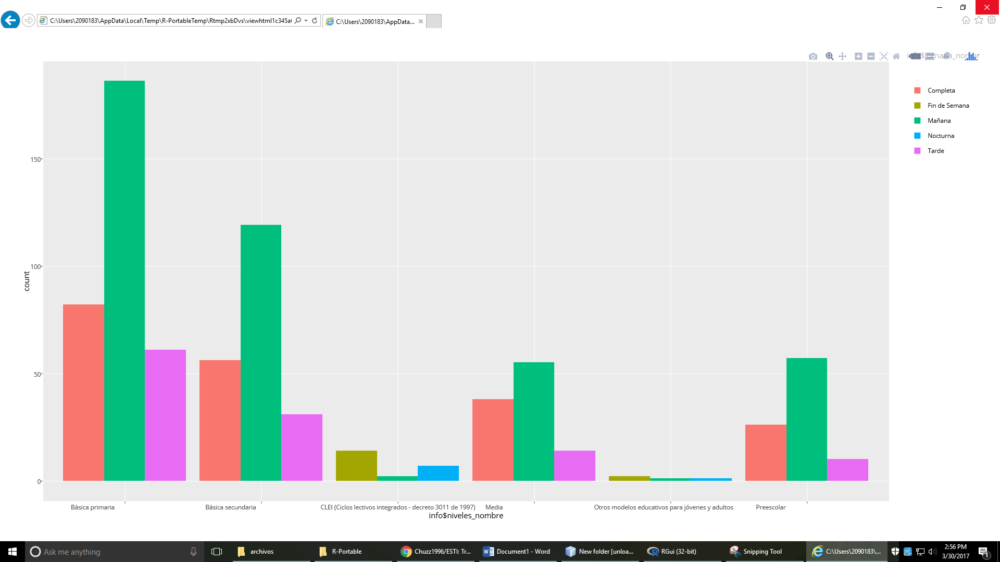 C:\Users\2090183\AppData\Local\Temp\R-PortableTemp\Rtmp2xbDvs\viewhtml1c345a
C:\Users\2090183\AppData...
Completa
Fin de Semana
Mañana
Nocturna
Tarde
150
100
50
0
count
Básica primaria
Básica secundaria
CLEI (Ciclos lectivos integrados - decreto 3011 de 1997)
Media
Otros modelos educativos para jóvenes y adultos
Preescolar
info$niveles_nombre
Ask me anything
archivos
R-Portable
Chuzz1996/ESTI: Tr...
Document1 - Word
New folder [unloa...
RGui (32-bit)
Snipping Tool
C:\Users\2090183\...
2:56 PM
3/30/2017
1